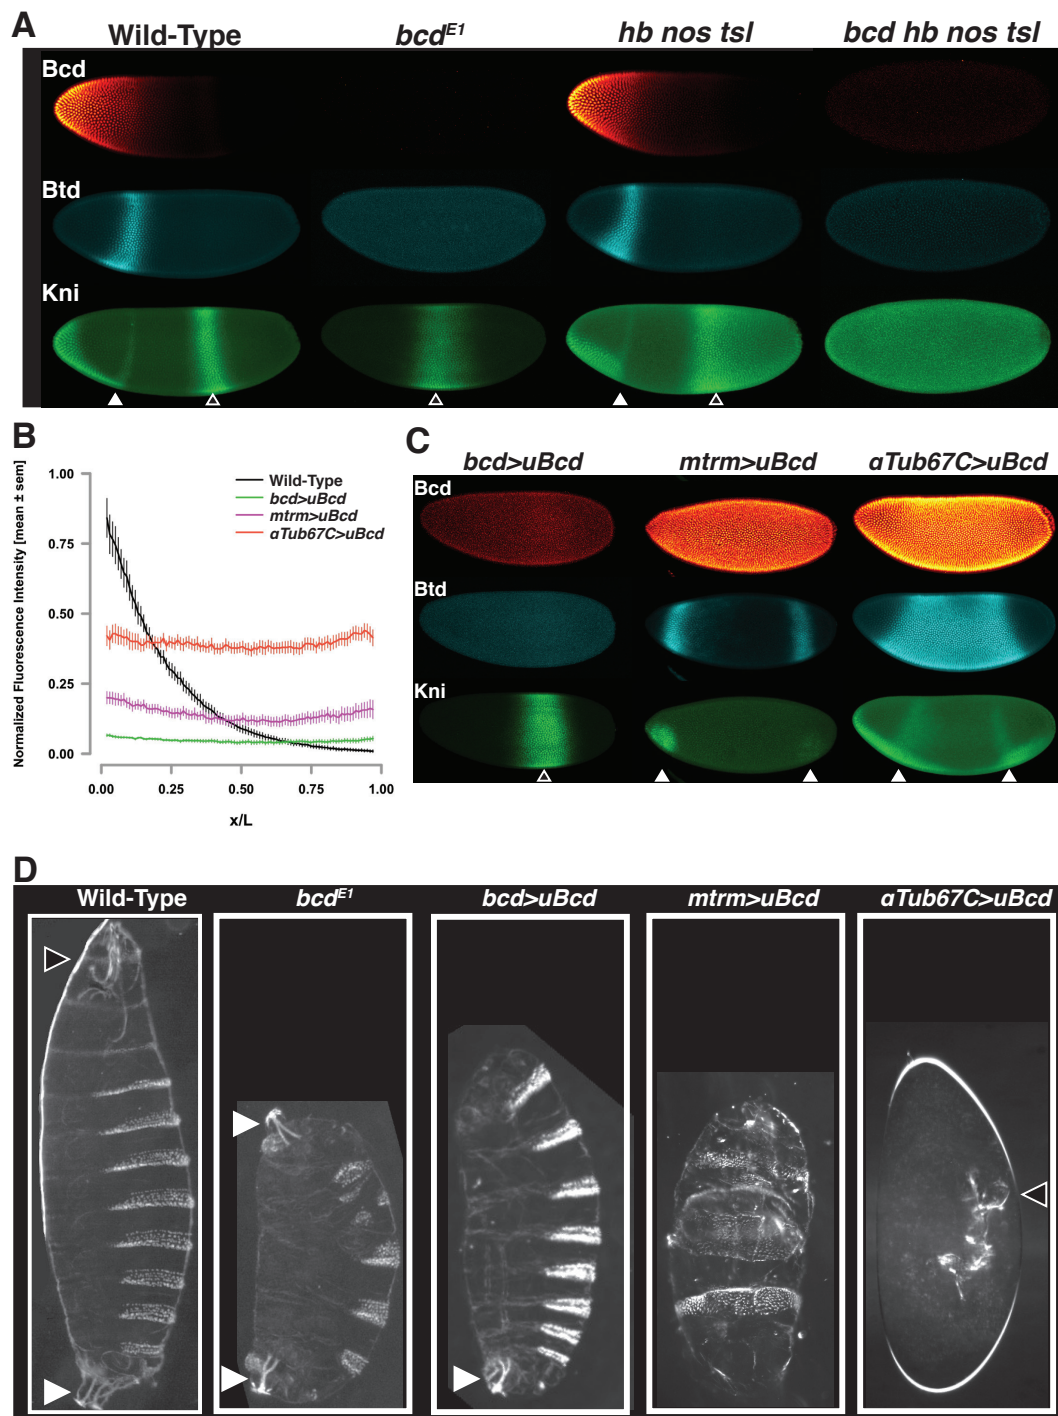 A
Wild-Type bcdE1 hb nos tsl bcd hb nos tsl
Bcd
Btd
Kni
B
Normalized Fluorescence Intensity [mean ± sem]
1.00
0.75
0.50
0.25
0.00
Wild-Type
bcd>uBcd
mtrm>uBcd
αTub67C>uBcd
0.00 0.25 0.50 0.75 1.00
x/L
C
bcd>uBcd mtrm>uBcd αTub67C>uBcd
Bcd
Btd
Kni
D
Wild-Type bcdE1 bcd>uBcd mtrm>uBcd αTub67C>uBcd